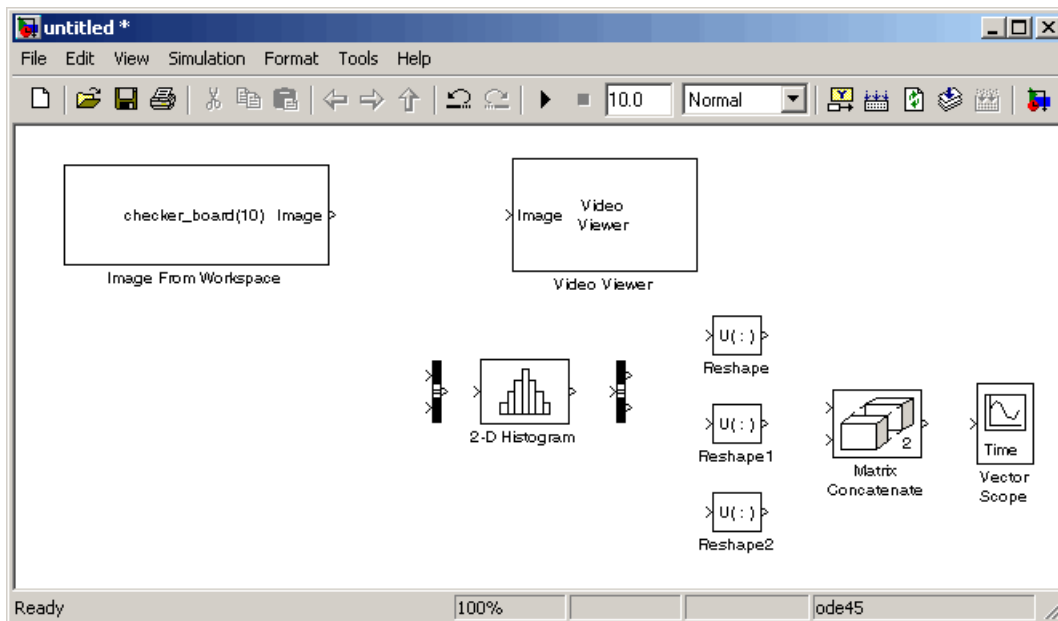 untitled *
File Edit View Simulation Format Tools Help
10.0 Normal
checker_board(10) Image
Image From Workspace
Image Video Viewer
Video Viewer
U(:)
Reshape
2-D Histogram
U(:)
Reshape1
2
Matrix
Concatenate
Time
Vector
Scope
U(:)
Reshape2
Ready 100% ode45